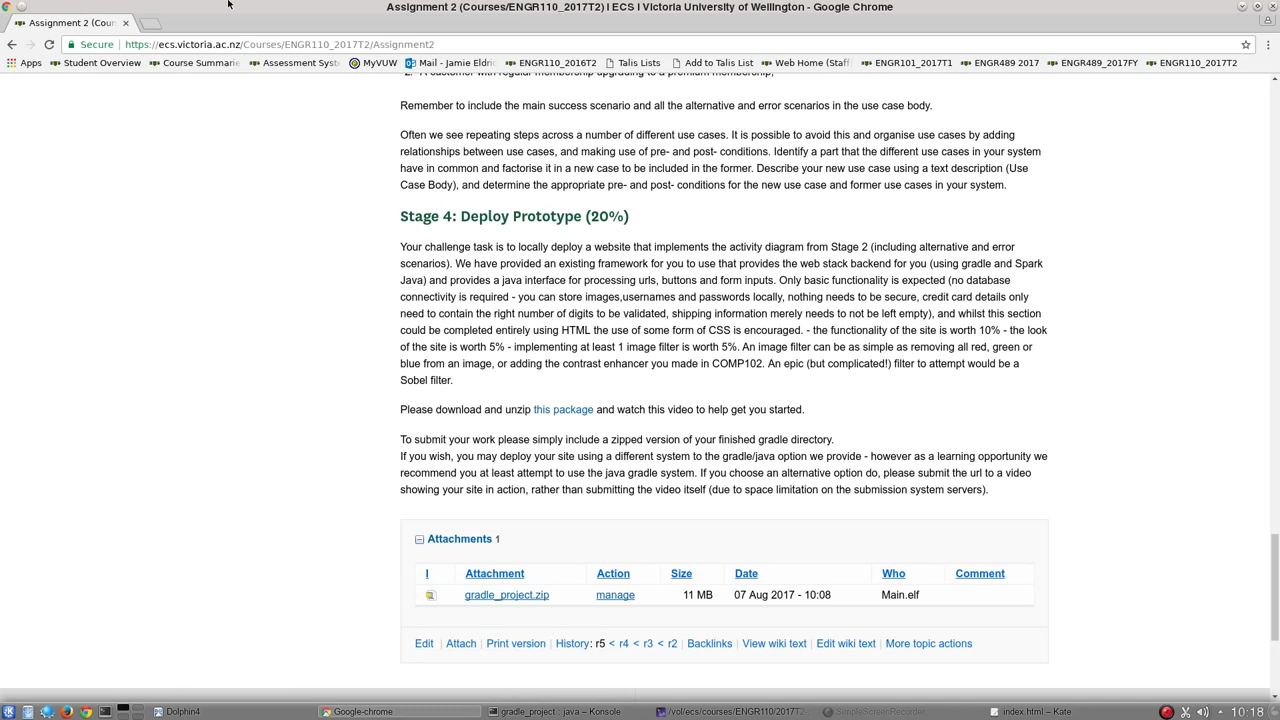 Assignment 2 (Courses/ENGR110_2017T2) | ECS | Victoria University of Wellington - Google Chrome
Assignment 2 (Cour
Secure https://ecs.victoria.ac.nz/Courses/ENGR110_2017T2/Assignment2
Apps Student Overview Course Summarie Assessment Syst MyVUW Mail - Jamie Eldri ENGR110_2016T2 Talis Lists Add to Talis List Web Home (Staff ENGR101_2017T1 ENGR489 2017 ENGR489_2017FY ENGR110_2017T2
2. A customer with regular membership upgrading to a premium membership;
Remember to include the main success scenario and all the alternative and error scenarios in the use case body.
Often we see repeating steps across a number of different use cases. It is possible to avoid this and organise use cases by adding
relationships between use cases, and making use of pre- and post- conditions. Identify a part that the different use cases in your system
have in common and factorise it in a new case to be included in the former. Describe your new use case using a text description (Use
Case Body), and determine the appropriate pre- and post- conditions for the new use case and former use cases in your system.
Stage 4: Deploy Prototype (20%)
Your challenge task is to locally deploy a website that implements the activity diagram from Stage 2 (including alternative and error
scenarios). We have provided an existing framework for you to use that provides the web stack backend for you (using gradle and Spark
Java) and provides a java interface for processing urls, buttons and form inputs. Only basic functionality is expected (no database
connectivity is required - you can store images,usernames and passwords locally, nothing needs to be secure, credit card details only
need to contain the right number of digits to be validated, shipping information merely needs to not be left empty), and whilst this section
could be completed entirely using HTML the use of some form of CSS is encouraged. - the functionality of the site is worth 10% - the look
of the site is worth 5% - implementing at least 1 image filter is worth 5%. An image filter can be as simple as removing all red, green or
blue from an image, or adding the contrast enhancer you made in COMP102. An epic (but complicated!) filter to attempt would be a
Sobel filter.
Please download and unzip this package and watch this video to help get you started.
To submit your work please simply include a zipped version of your finished gradle directory.
If you wish, you may deploy your site using a different system to the gradle/java option we provide - however as a learning opportunity we
recommend you at least attempt to use the java gradle system. If you choose an alternative option do, please submit the url to a video
showing your site in action, rather than submitting the video itself (due to space limitation on the submission system servers).
Attachments 1
I Attachment Action Size Date Who Comment
gradle_project.zip manage 11 MB 07 Aug 2017 - 10:08 Main.elf
Edit | Attach | Print version | History: r5 < r4 < r3 < r2 | Backlinks | View wiki text | Edit wiki text | More topic actions
Dolphin4 Google-chrome gradle_project : java – Konsole /vol/ecs/courses/ENGR110/2017T2- SimpleScreenRecorder index.html – Kate 10:18